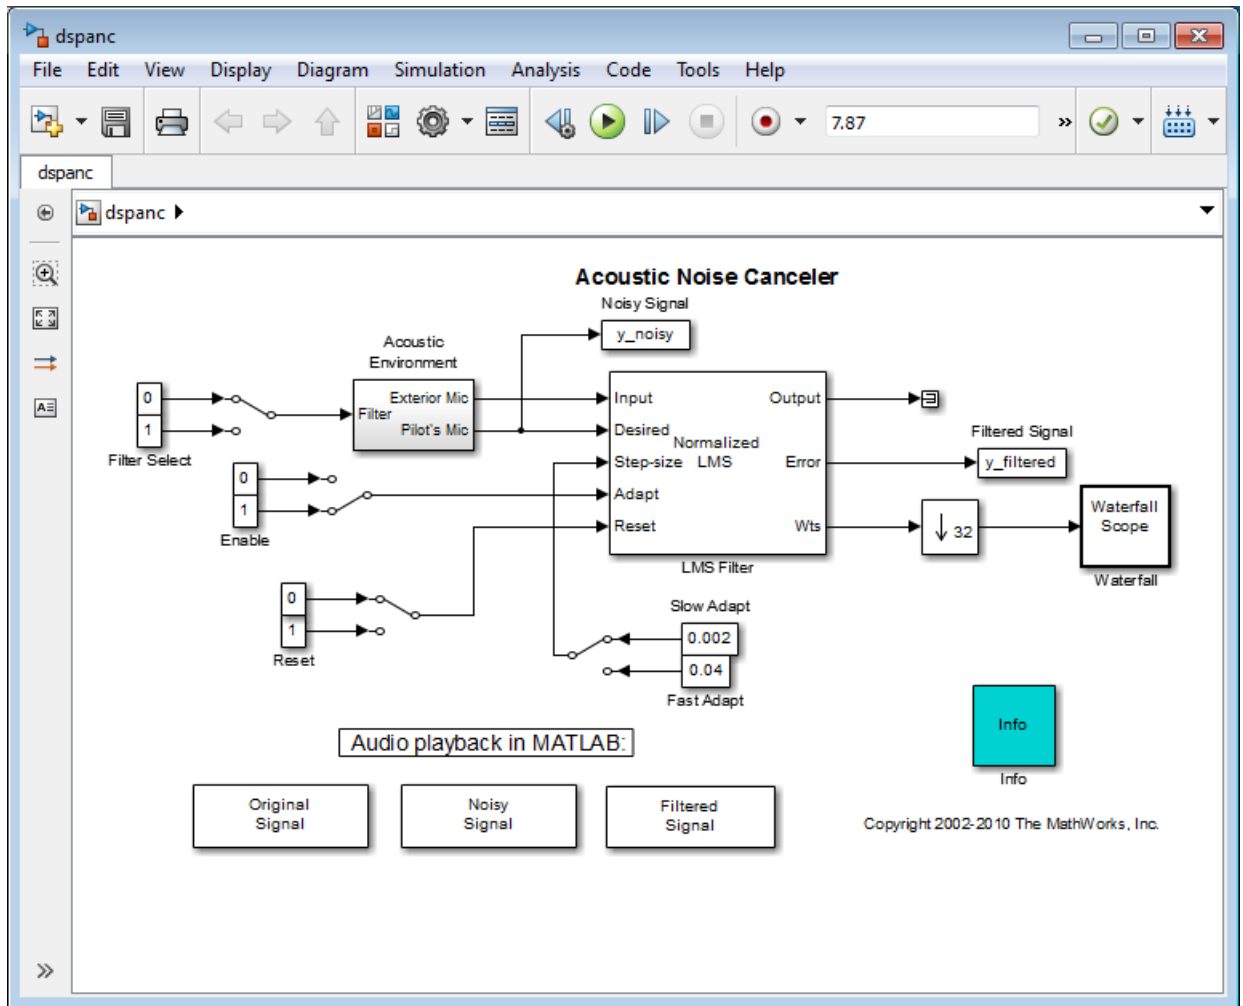 dspanc
File Edit View Display Diagram Simulation Analysis Code Tools Help
7.87
dspanc
dspanc
Acoustic Noise Canceler
Noisy Signal
y_noisy
Acoustic
Environment
Filter
Exterior Mic
Pilot's Mic
0
1
Filter Select
0
1
Enable
0
1
Reset
Input
Desired
Step-size
Adapt
Reset
Normalized
LMS
Output
Error
Wts
LMS Filter
Filtered Signal
y_filtered
32
Waterfall
Scope
Waterfall
Slow Adapt
0.002
0.04
Fast Adapt
Info
Info
Audio playback in MATLAB:
Original
Signal
Noisy
Signal
Filtered
Signal
Copyright 2002-2010 The MathWorks, Inc.